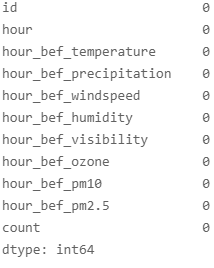 id 0
hour 0
hour_bef_temperature 0
hour_bef_precipitation 0
hour_bef_windspeed 0
hour_bef_humidity 0
hour_bef_visibility 0
hour_bef_ozone 0
hour_bef_pm10 0
hour_bef_pm2.5 0
count 0
dtype: int64